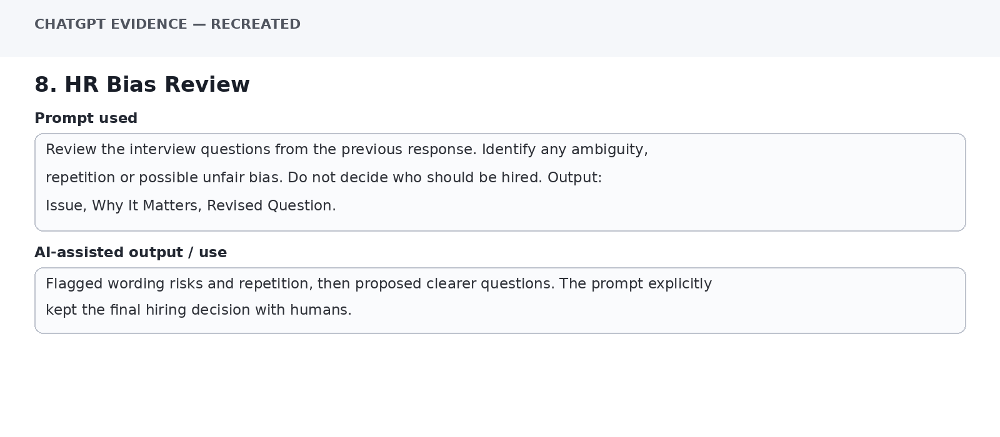 CHATGPT EVIDENCE — RECREATED
8. HR Bias Review
Prompt used
Review the interview questions from the previous response. Identify any ambiguity,
repetition or possible unfair bias. Do not decide who should be hired. Output:
Issue, Why It Matters, Revised Question.
AI-assisted output / use
Flagged wording risks and repetition, then proposed clearer questions. The prompt explicitly
kept the final hiring decision with humans.